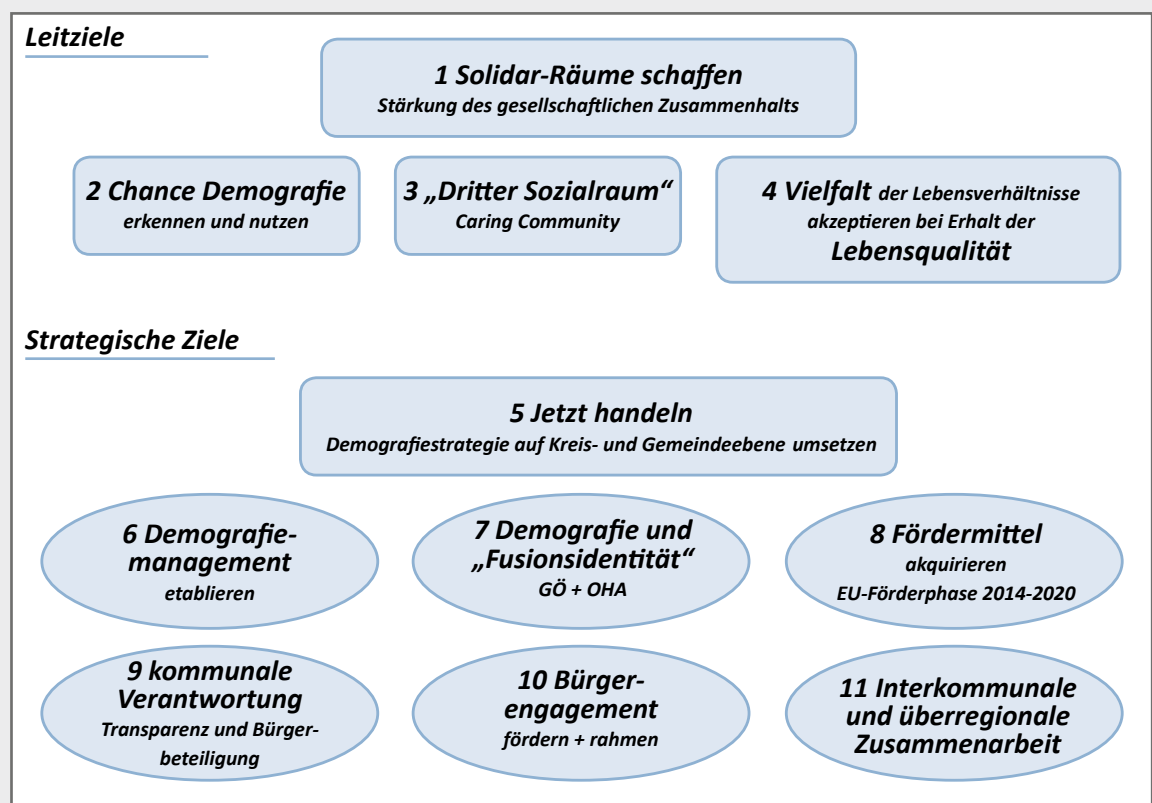 Leitziele
1 Solidar-Räume schaffen
Stärkung des gesellschaftlichen Zusammenhalts
2 Chance Demografie
erkennen und nutzen
3 „Dritter Sozialraum“
Caring Community
4 Vielfalt der Lebensverhältnisse
akzeptieren bei Erhalt der
Lebensqualität
Strategische Ziele
5 Jetzt handeln
Demografiestrategie auf Kreis- und Gemeindeebene umsetzen
6 Demografie-
management
etablieren
7 Demografie und
„Fusionsidentität“
GÖ + OHA
8 Fördermittel
akquirieren
EU-Förderphase 2014-2020
9 kommunale
Verantwortung
Transparenz und Bürger-
beteiligung
10 Bürger-
engagement
fördern + rahmen
11 Interkommunale
und überregionale
Zusammenarbeit